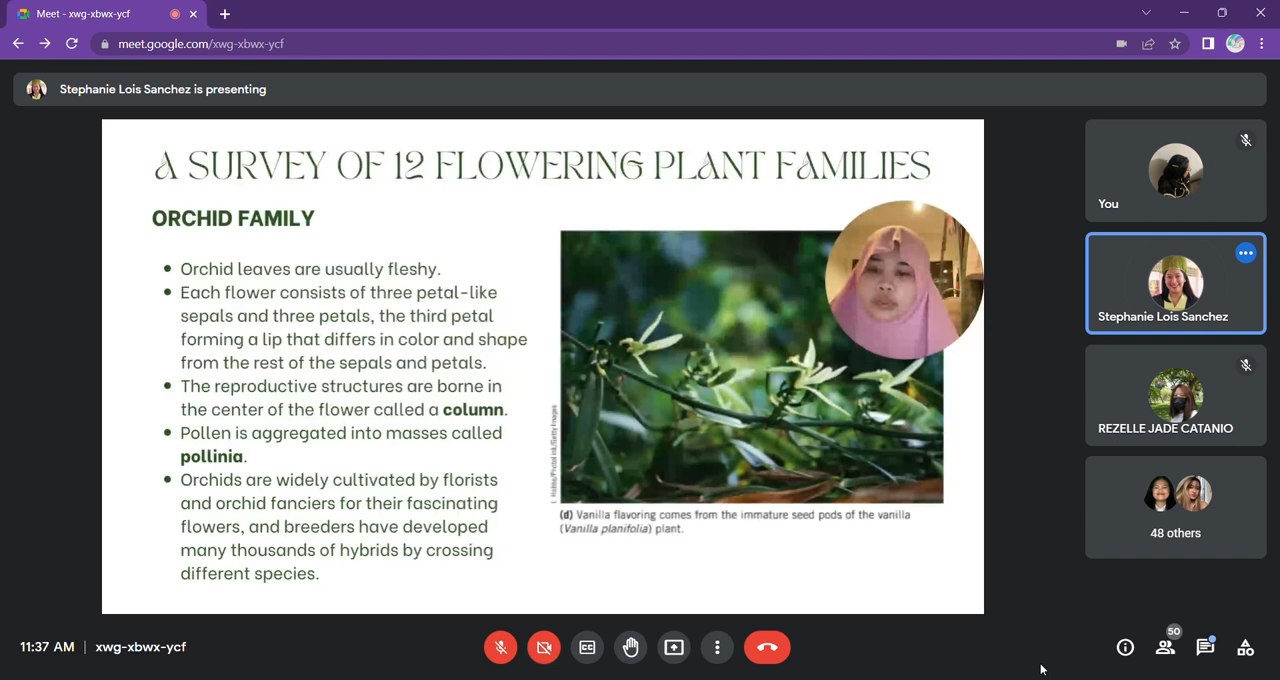 Meet - xwg-xbwx-ycf
meet.google.com/xwg-xbwx-ycf
Stephanie Lois Sanchez is presenting
A SURVEY OF 12 FLOWERING PLANT FAMILIES
ORCHID FAMILY
• Orchid leaves are usually fleshy.
• Each flower consists of three petal-like
sepals and three petals, the third petal
forming a lip that differs in color and shape
from the rest of the sepals and petals.
• The reproductive structures are borne in
the center of the flower called a column.
• Pollen is aggregated into masses called
pollinia.
• Orchids are widely cultivated by florists
and orchid fanciers for their fascinating
flowers, and breeders have developed
many thousands of hybrids by crossing
different species.
(d) Vanilla flavoring comes from the immature seed pods of the vanilla
(Vanilla planifolia) plant.
You
Stephanie Lois Sanchez
REZELLE JADE CATANIO
48 others
11:37 AM | xwg-xbwx-ycf
CC
50